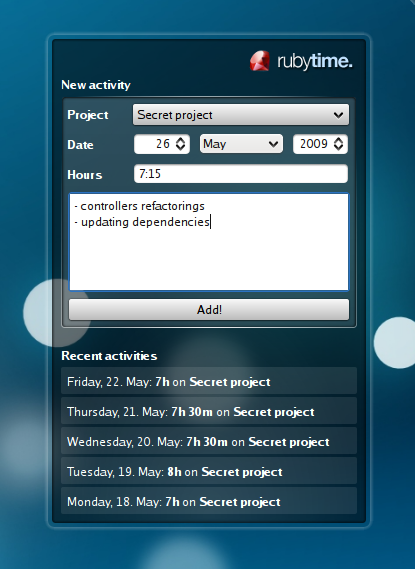 rubytime.
New activity
Project Secret project
Date 26 May 2009
Hours 7:15
- controllers refactorings
- updating dependencies
Add!
Recent activities
Friday, 22. May: 7h on Secret project
Thursday, 21. May: 7h 30m on Secret project
Wednesday, 20. May: 7h 30m on Secret project
Tuesday, 19. May: 8h on Secret project
Monday, 18. May: 7h on Secret project